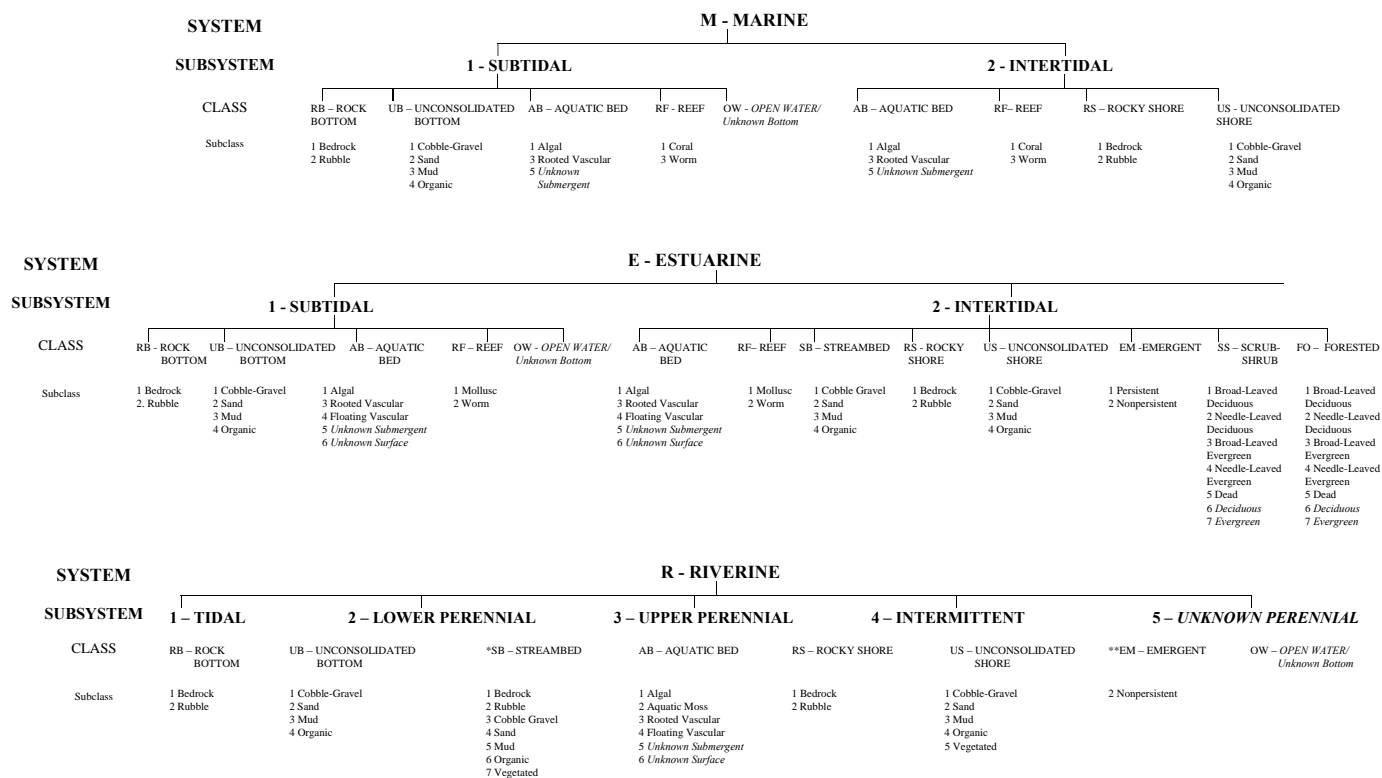 SYSTEM
M - MARINE
SUBSYSTEM
1 - SUBTIDAL
2 - INTERTIDAL
CLASS
RB – ROCK
BOTTOM
UB – UNCONSOLIDATED
BOTTOM
AB – AQUATIC BED
RF - REEF
OW - OPEN WATER/
Unknown Bottom
AB – AQUATIC BED
RF– REEF
RS – ROCKY SHORE
US - UNCONSOLIDATED
SHORE
Subclass
1 Bedrock
2 Rubble
1 Cobble-Gravel
2 Sand
3 Mud
4 Organic
1 Algal
3 Rooted Vascular
5 Unknown
Submergent
1 Coral
3 Worm
1 Algal
3 Rooted Vascular
5 Unknown Submergent
1 Coral
3 Worm
1 Bedrock
2 Rubble
1 Cobble-Gravel
2 Sand
3 Mud
4 Organic
SYSTEM
E - ESTUARINE
SUBSYSTEM
1 - SUBTIDAL
2 - INTERTIDAL
CLASS
RB - ROCK
BOTTOM
UB – UNCONSOLIDATED
BOTTOM
AB – AQUATIC
BED
RF – REEF
OW - OPEN WATER/
Unknown Bottom
AB – AQUATIC
BED
RF– REEF
SB – STREAMBED
RS - ROCKY
SHORE
US – UNCONSOLIDATED
SHORE
EM -EMERGENT
SS – SCRUB-
SHRUB
FO – FORESTED
Subclass
1 Bedrock
2. Rubble
1 Cobble-Gravel
2 Sand
3 Mud
4 Organic
1 Algal
3 Rooted Vascular
4 Floating Vascular
5 Unknown Submergent
6 Unknown Surface
1 Mollusc
2 Worm
1 Algal
3 Rooted Vascular
4 Floating Vascular
5 Unknown Submergent
6 Unknown Surface
1 Mollusc
2 Worm
1 Cobble Gravel
2 Sand
3 Mud
4 Organic
1 Bedrock
2 Rubble
1 Cobble-Gravel
2 Sand
3 Mud
4 Organic
1 Persistent
2 Nonpersistent
1 Broad-Leaved
Deciduous
2 Needle-Leaved
Deciduous
3 Broad-Leaved
Evergreen
4 Needle-Leaved
Evergreen
5 Dead
6 Deciduous
7 Evergreen
1 Broad-Leaved
Deciduous
2 Needle-Leaved
Deciduous
3 Broad-Leaved
Evergreen
4 Needle-Leaved
Evergreen
5 Dead
6 Deciduous
7 Evergreen
SYSTEM
R - RIVERINE
SUBSYSTEM
1 – TIDAL
2 – LOWER PERENNIAL
3 – UPPER PERENNIAL
4 – INTERMITTENT
5 – UNKNOWN PERENNIAL
CLASS
RB – ROCK
BOTTOM
UB – UNCONSOLIDATED
BOTTOM
*SB – STREAMBED
AB – AQUATIC BED
RS – ROCKY SHORE
US – UNCONSOLIDATED
SHORE
**EM – EMERGENT
OW – OPEN WATER/
Unknown Bottom
Subclass
1 Bedrock
2 Rubble
1 Cobble-Gravel
2 Sand
3 Mud
4 Organic
1 Bedrock
2 Rubble
3 Cobble Gravel
4 Sand
5 Mud
6 Organic
7 Vegetated
1 Algal
2 Aquatic Moss
3 Rooted Vascular
4 Floating Vascular
5 Unknown Submergent
6 Unknown Surface
1 Bedrock
2 Rubble
1 Cobble-Gravel
2 Sand
3 Mud
4 Organic
5 Vegetated
2 Nonpersistent